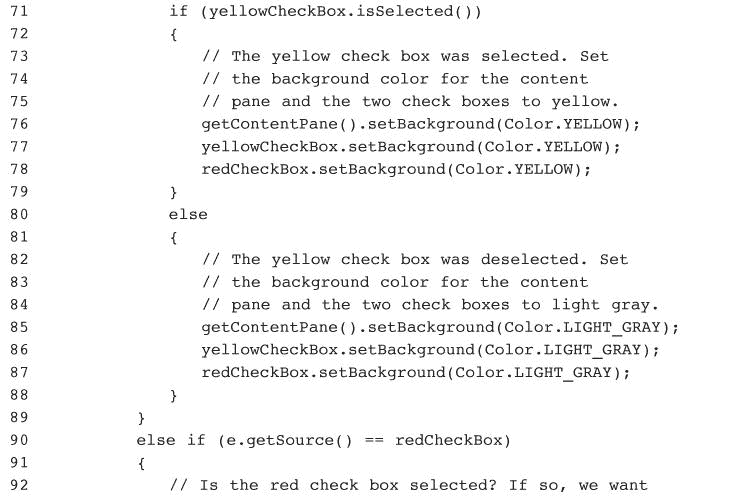 71 if (yellowCheckBox.isSelected())
72 {
73 // The yellow check box was selected. Set
74 // the background color for the content
75 // pane and the two check boxes to yellow.
76 getContentPane().setBackground(Color.YELLOW);
77 yellowCheckBox.setBackground(Color.YELLOW);
78 redCheckBox.setBackground(Color.YELLOW);
79 }
80 else
81 {
82 // The yellow check box was deselected. Set
83 // the background color for the content
84 // pane and the two check boxes to light gray.
85 getContentPane().setBackground(Color.LIGHT_GRAY);
86 yellowCheckBox.setBackground(Color.LIGHT_GRAY);
87 redCheckBox.setBackground(Color.LIGHT_GRAY);
88 }
89 }
90 else if (e.getSource() == redCheckBox)
91 {
92 // Is the red check box selected? If so, we want